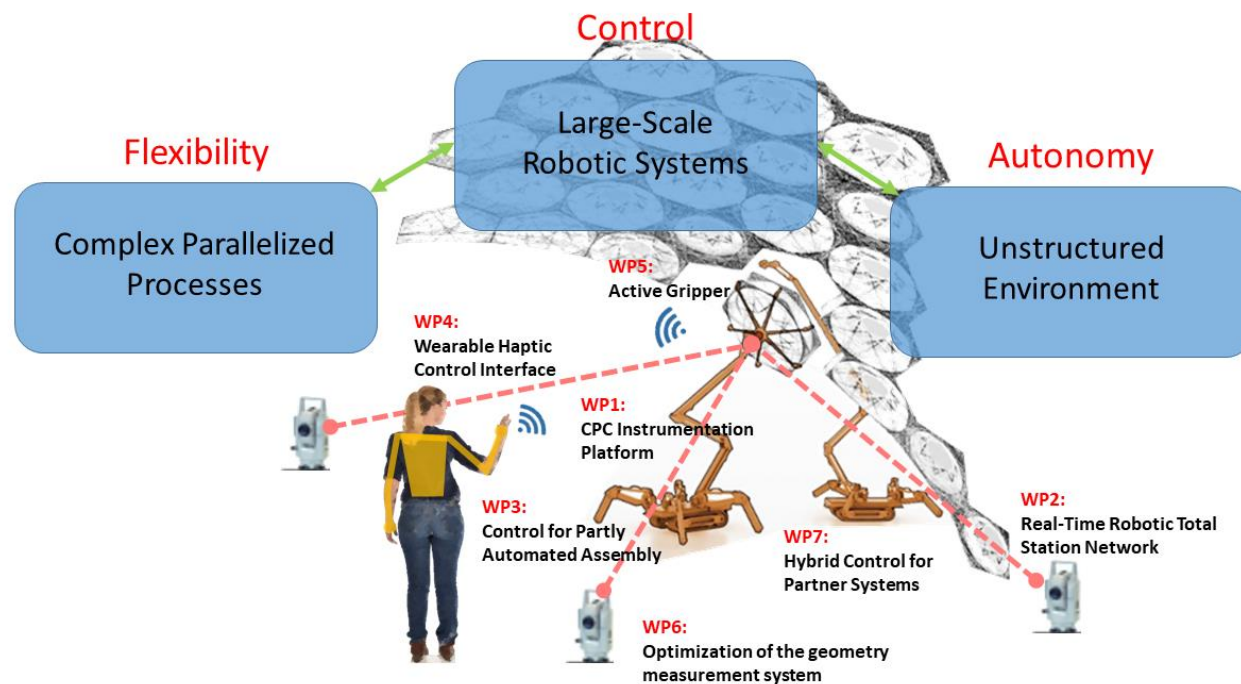 Control
Flexibility
Autonomy
Large-Scale
Robotic Systems
Complex Parallelized
Processes
Unstructured
Environment
WP5:
Active Gripper
WP4:
Wearable Haptic
Control Interface
WP1:
CPC Instrumentation
Platform
WP3:
Control for Partly
Automated Assembly
WP2:
Real-Time Robotic Total
Station Network
WP7:
Hybrid Control for
Partner Systems
WP6:
Optimization of the geometry
measurement system